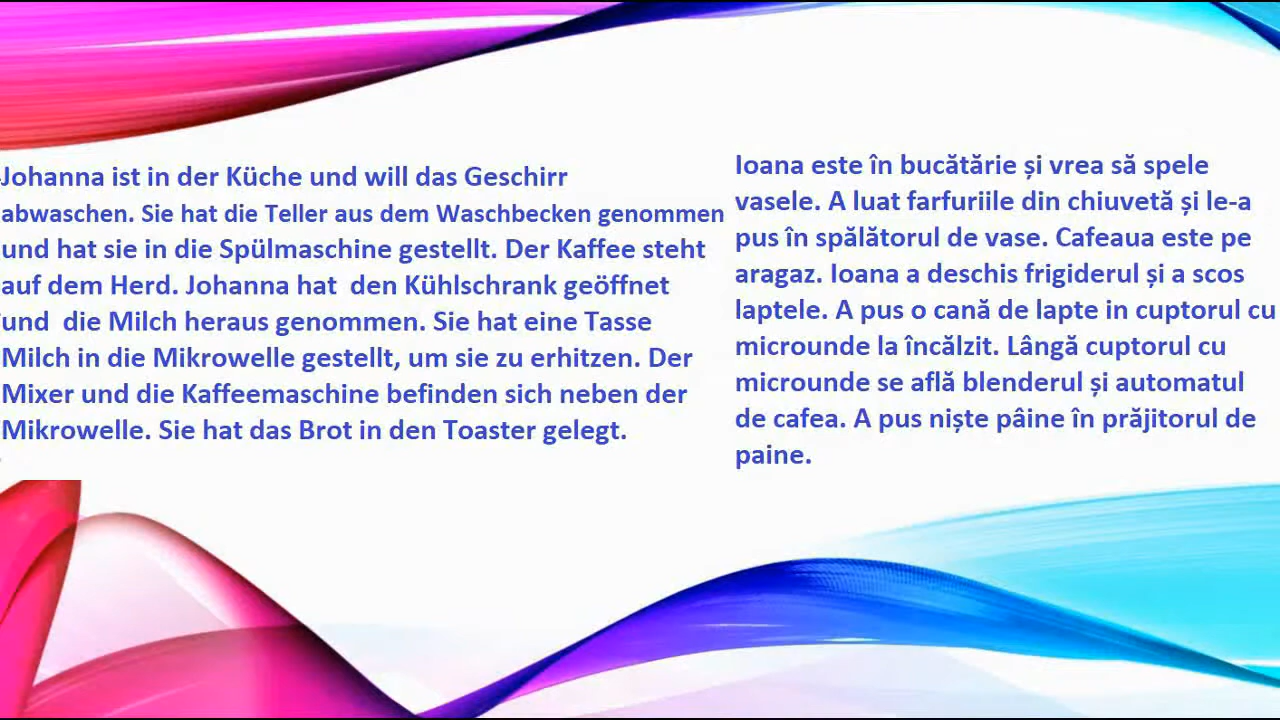 Johanna ist in der Küche und will das Geschirr
abwaschen. Sie hat die Teller aus dem Waschbecken genommen
und hat sie in die Spülmaschine gestellt. Der Kaffee steht
auf dem Herd. Johanna hat  den Kühlschrank geöffnet
und  die Milch heraus genommen. Sie hat eine Tasse
Milch in die Mikrowelle gestellt, um sie zu erhitzen. Der
Mixer und die Kaffeemaschine befinden sich neben der
Mikrowelle. Sie hat das Brot in den Toaster gelegt.
Ioana este în bucătărie și vrea să spele
vasele. A luat farfuriile din chiuvetă și le-a
pus în spălătorul de vase. Cafeaua este pe
aragaz. Ioana a deschis frigiderul și a scos
laptele. A pus o cană de lapte in cuptorul cu
microunde la încălzit. Lângă cuptorul cu
microunde se află blenderul și automatul
de cafea. A pus niște pâine în prăjitorul de
paine.